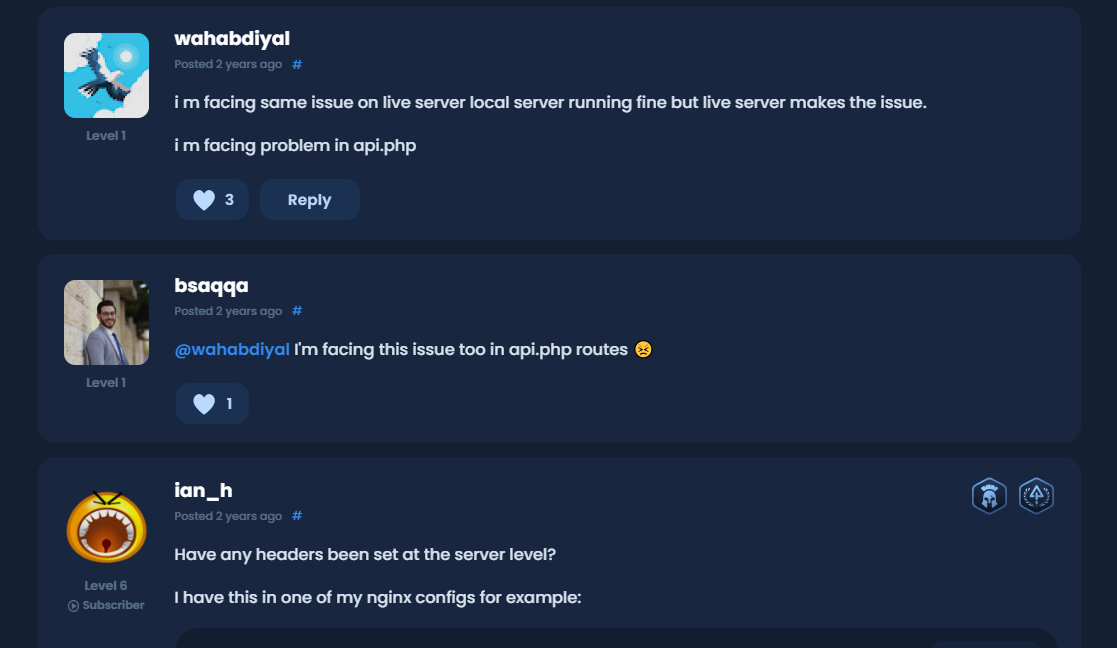 wahabdiyal
Posted 2 years ago #
i m facing same issue on live server local server running fine but live server makes the issue.
Level 1
i m facing problem in api.php
3 Reply
bsaqqa
Posted 2 years ago #
@wahabdiyal I'm facing this issue too in api.php routes 😣
Level 1
1
ian_h
Posted 2 years ago #
Have any headers been set at the server level?
Level 6
I have this in one of my nginx configs for example:
Subscriber